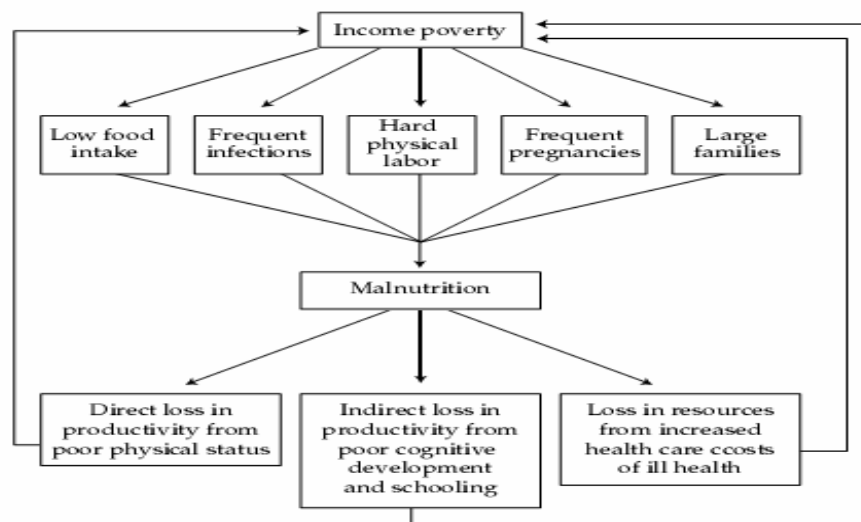 Income poverty
Low food
intake
Frequent
infections
Hard
physical
labor
Frequent
pregnancies
Large
families
Malnutrition
Direct loss in
productivity from
poor physical status
Indirect loss in
productivity from
poor cognitive
development
and schooling
Loss in resources
from increased
health care ccosts
of ill health